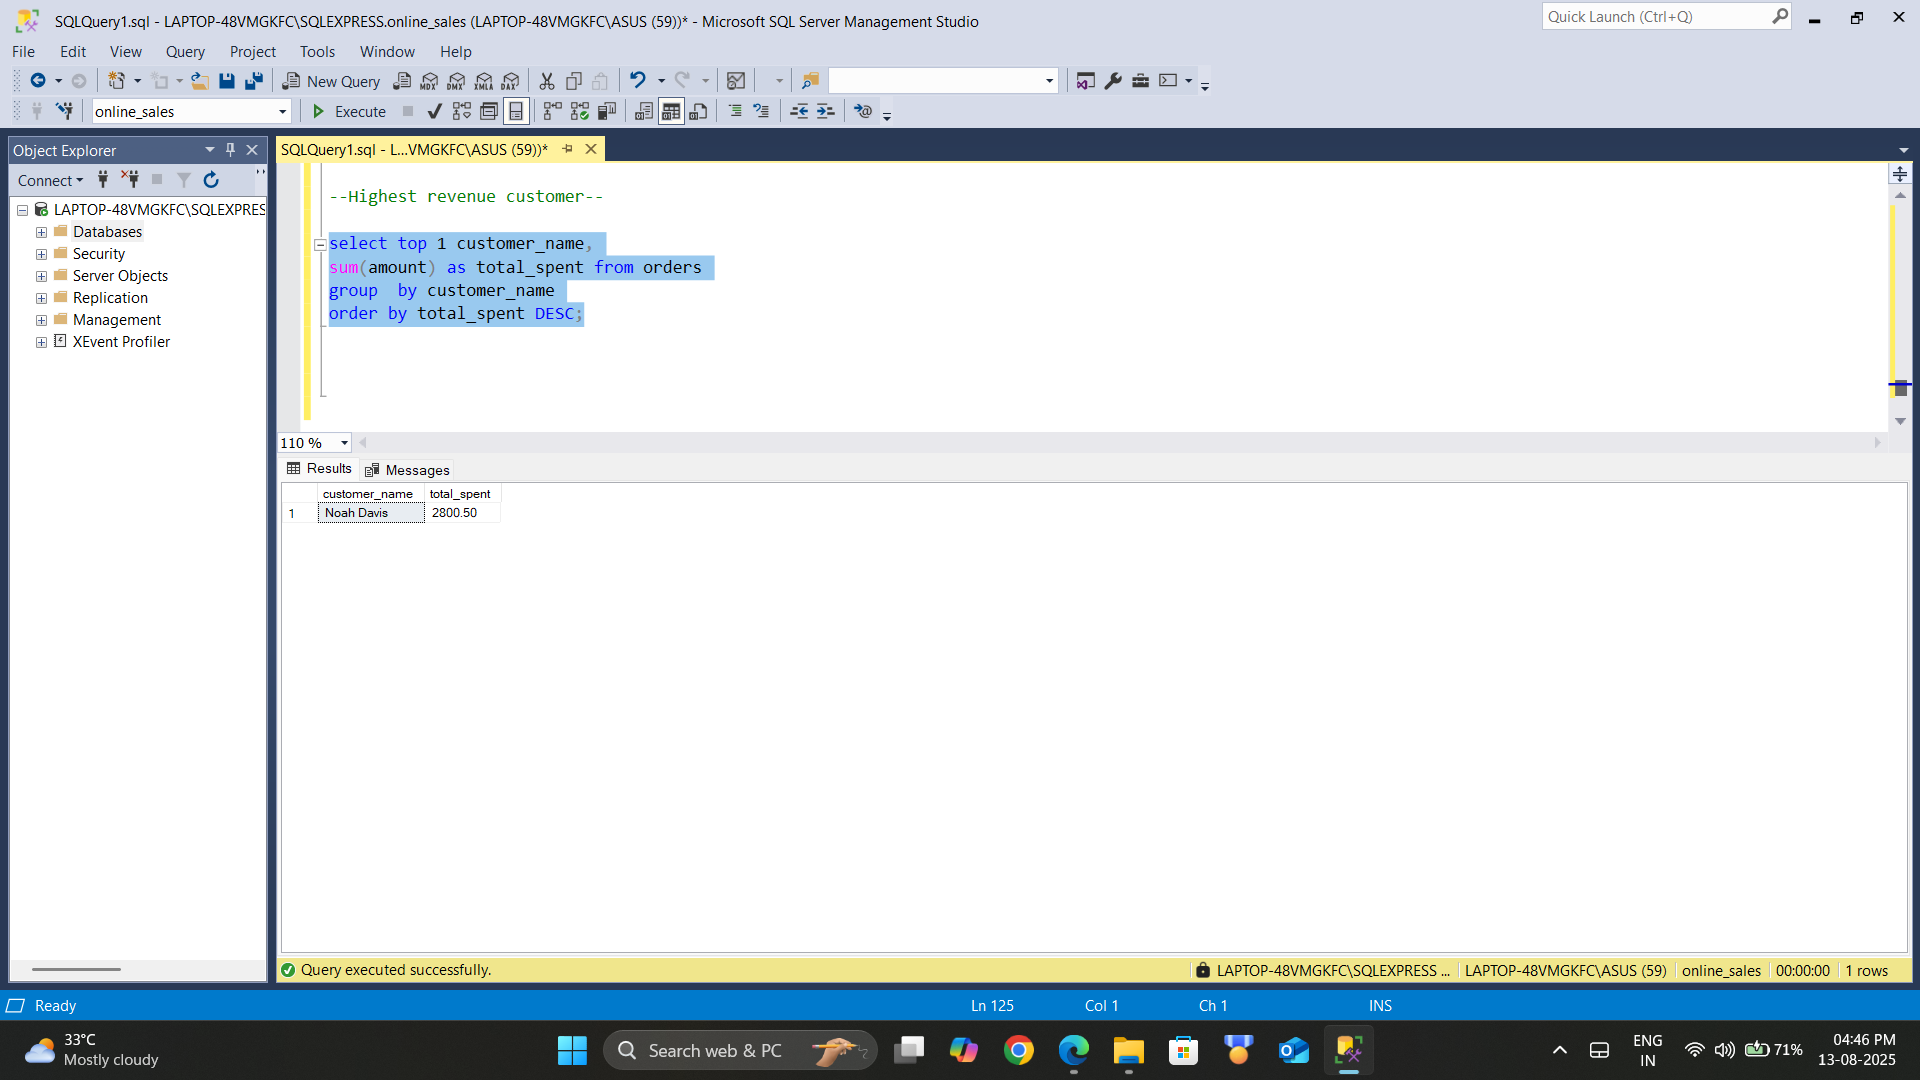 SQLQuery1.sql - LAPTOP-48VMGKFC\SQLEXPRESS.online_sales (LAPTOP-48VMGKFC\ASUS (59))* - Microsoft SQL Server Management Studio
Quick Launch (Ctrl+Q)
File Edit View Query Project Tools Window Help
New Query MDX DMX XMLA DAX
online_sales Execute
Object Explorer
SQLQuery1.sql - L...VMGKFC\ASUS (59))*
Connect
LAPTOP-48VMGKFC\SQLEXPRES
Databases
Security
Server Objects
Replication
Management
XEvent Profiler
--Highest revenue customer--
select top 1 customer_name,
sum(amount) as total_spent from orders
group  by customer_name
order by total_spent DESC;
110 %
Results Messages
customer_name total_spent
1 Noah Davis 2800.50
Query executed successfully. LAPTOP-48VMGKFC\SQLEXPRESS ... LAPTOP-48VMGKFC\ASUS (59) online_sales 00:00:00 1 rows
Ready Ln 125 Col 1 Ch 1 INS
33°C
Mostly cloudy
Search web & PC
ENG
IN
71%
04:46 PM
13-08-2025